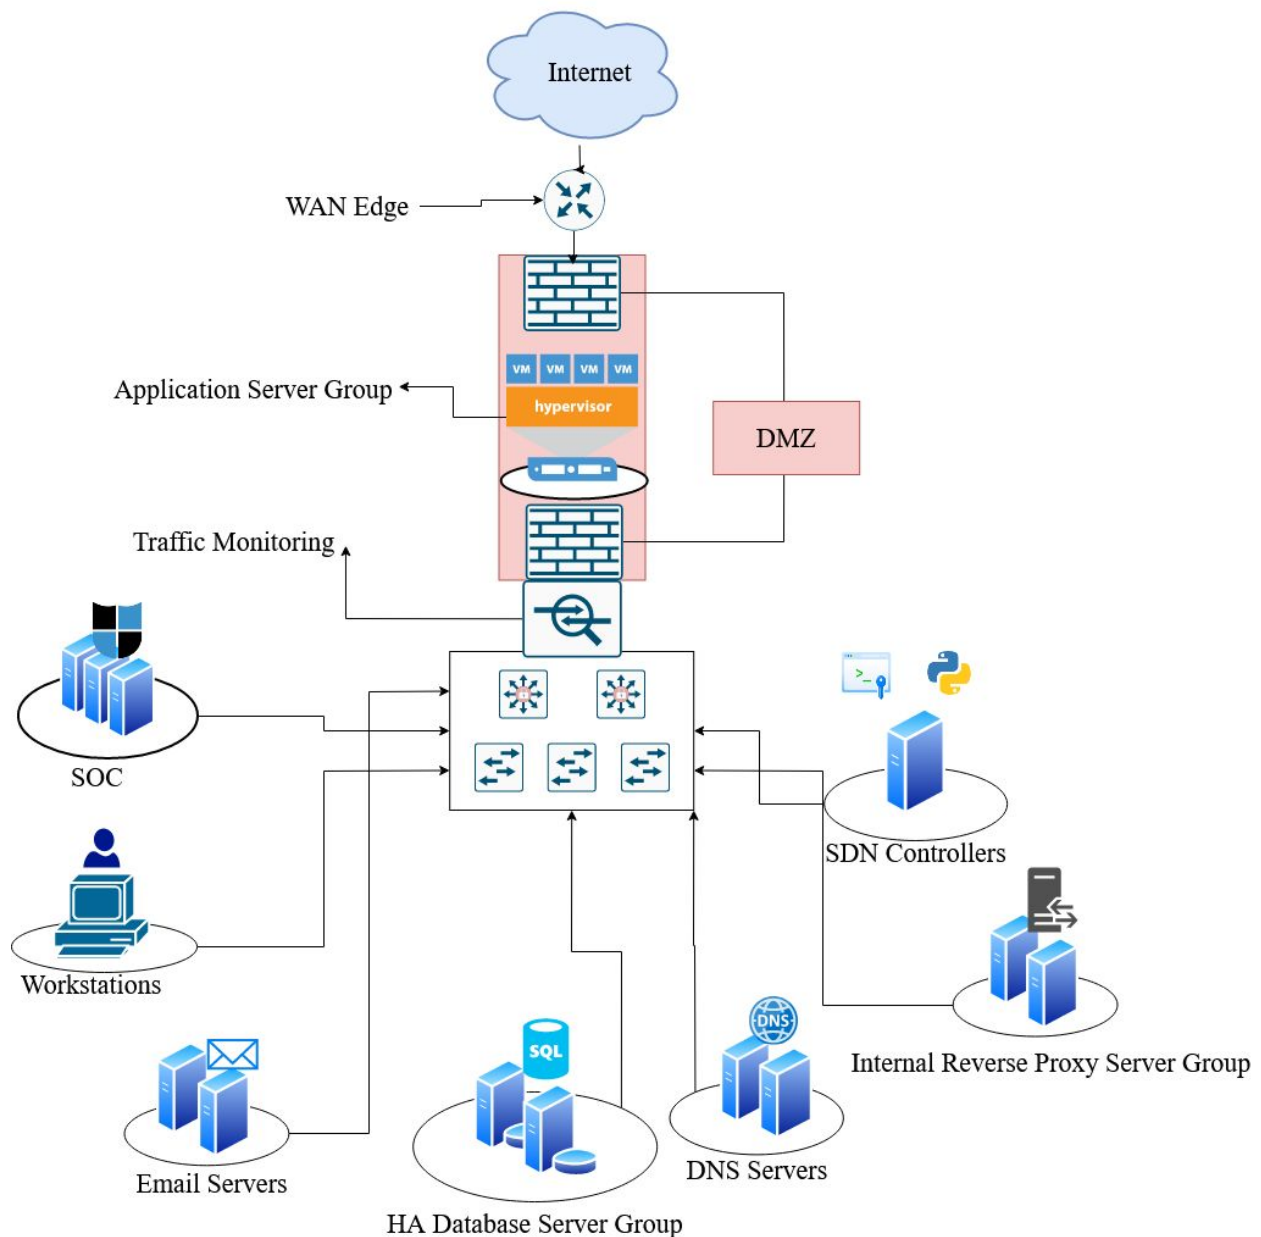 Internet
WAN Edge
VM VM VM VM
hypervisor
Application Server Group
DMZ
Traffic Monitoring
SOC
>_
SDN Controllers
Workstations
Internal Reverse Proxy Server Group
SQL
DNS
Email Servers
DNS Servers
HA Database Server Group